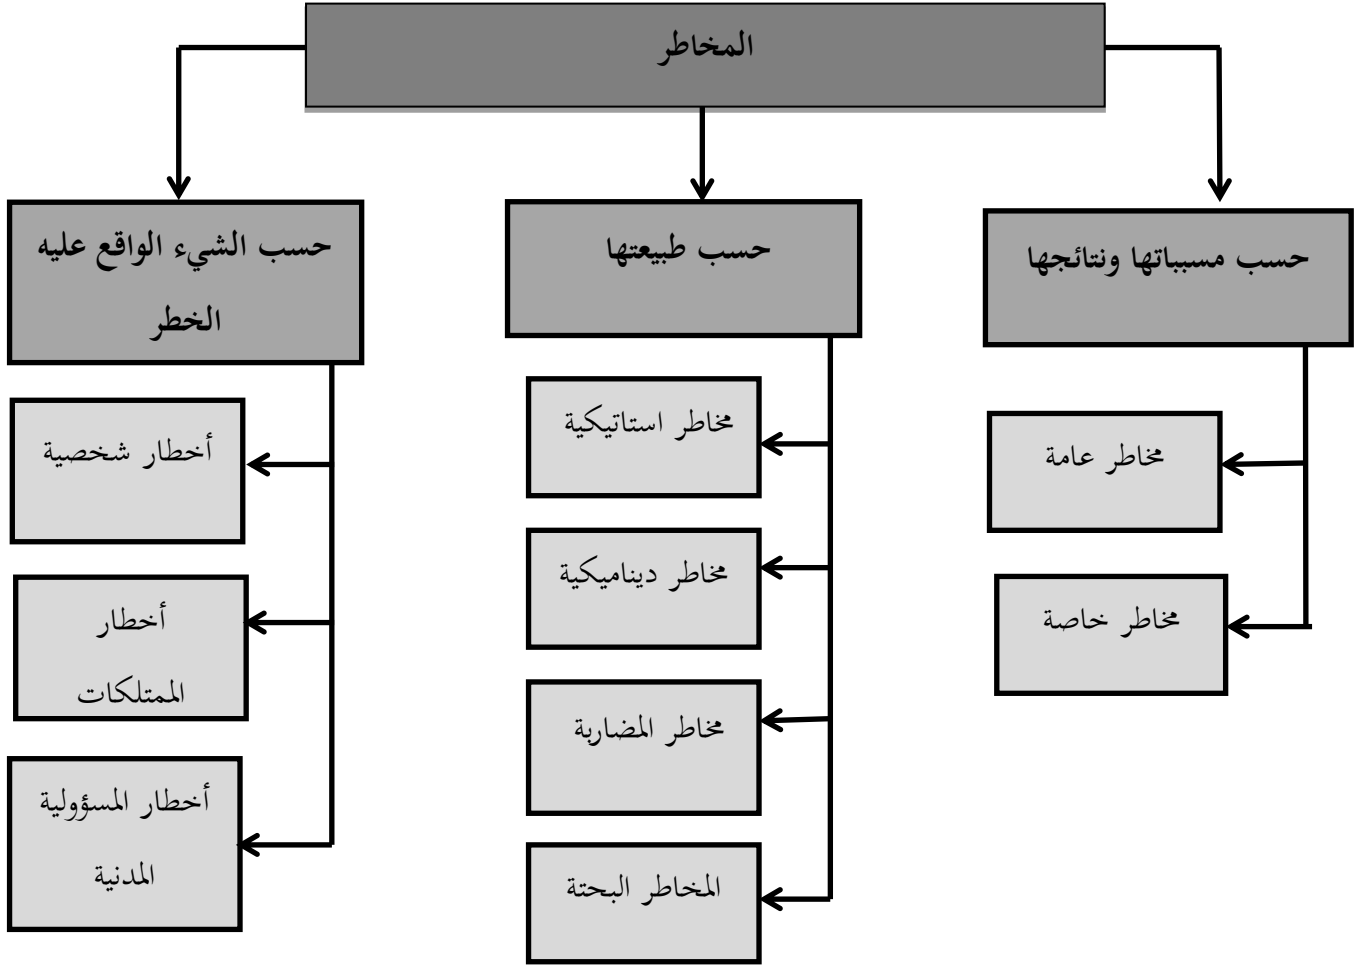 المخاطر
حسب مسبباتها ونتائجها
مخاطر عامة
مخاطر خاصة
حسب طبيعتها
مخاطر استاتيكية
مخاطر ديناميكية
مخاطر المضاربة
المخاطر البحتة
حسب الشيء الواقع عليه
الخطر
أخطار شخصية
أخطار
الممتلكات
أخطار المسؤولية
المدنية